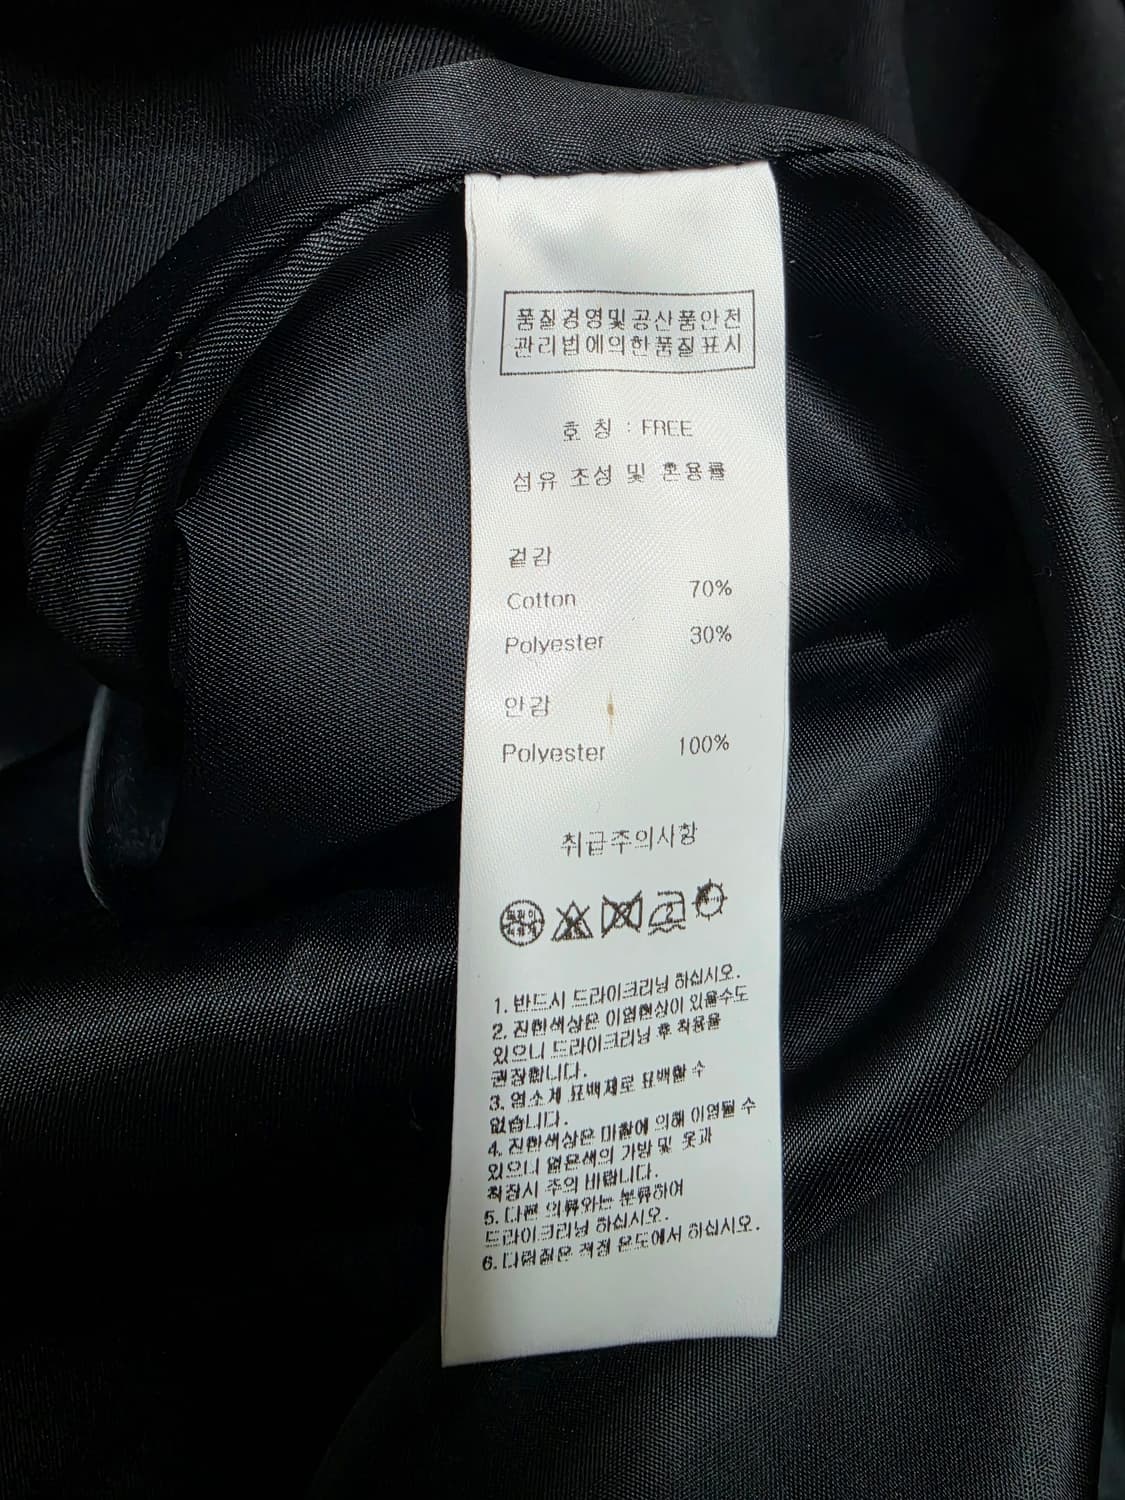 품질경영및공산품안전
관리법에의한품질표시
호 칭 : FREE
섬유 조성 및 혼용률
겉감
Cotton 70%
Polyester 30%
안감
Polyester 100%
취급주의사항
1. 반드시 드라이크리닝 하십시오.
2. 진한색상은 이염현상이 있을수도
있으니 드라이크리닝 후 착용을
권장합니다.
3. 염소계 표백제로 표백할 수
없습니다.
4. 진한색상은 마찰에 의해 이염될 수
있으니 옅은색의 가방 및 옷과
착장시 주의 바랍니다.
5. 다른 의류와는 분류하여
드라이크리닝 하십시오.
6. 다림질은 적정 온도에서 하십시오.